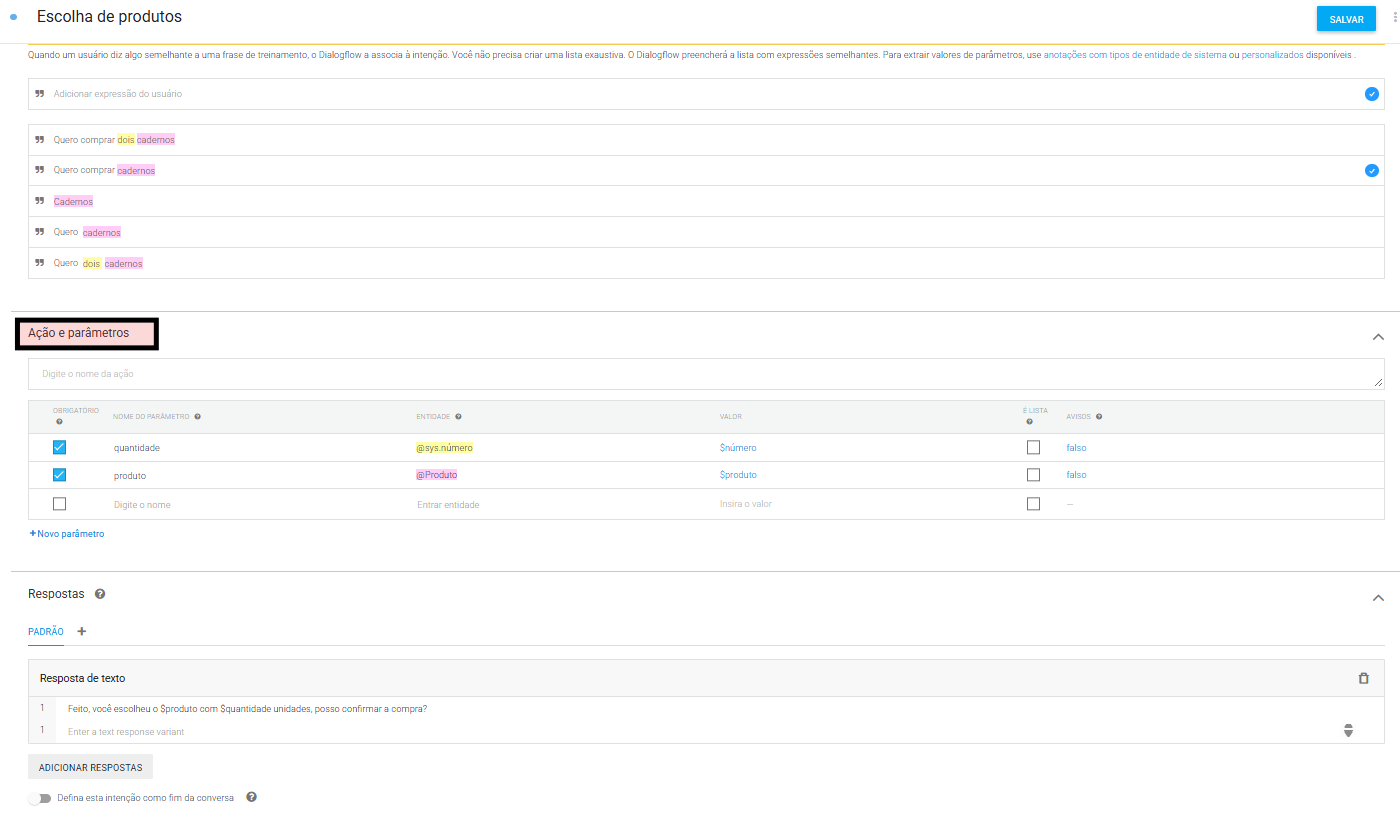 Escolha de produtos
SALVAR
Quando um usuário diz algo semelhante a uma frase de treinamento, o Dialogflow a associa à intenção. Você não precisa criar uma lista exaustiva. O Dialogflow preencherá a lista com expressões semelhantes. Para extrair valores de parâmetros, use anotações com tipos de entidade de sistema ou personalizados disponíveis .
Adicionar expressão do usuário
Quero comprar dois cadernos
Quero comprar cadernos
Cadernos
Quero cadernos
Quero dois cadernos
Ação e parâmetros
Digite o nome da ação
OBRIGATÓRIO NOME DO PARÂMETRO ENTIDADE VALOR É LISTA AVISOS
quantidade @sys.número $número falso
produto @Produto $produto falso
Digite o nome Entrar entidade Insira o valor —
+Novo parâmetro
Respostas
PADRÃO +
Resposta de texto
1 Feito, você escolheu o $produto com $quantidade unidades, posso confirmar a compra?
1 Enter a text response variant
ADICIONAR RESPOSTAS
Defina esta intenção como fim da conversa